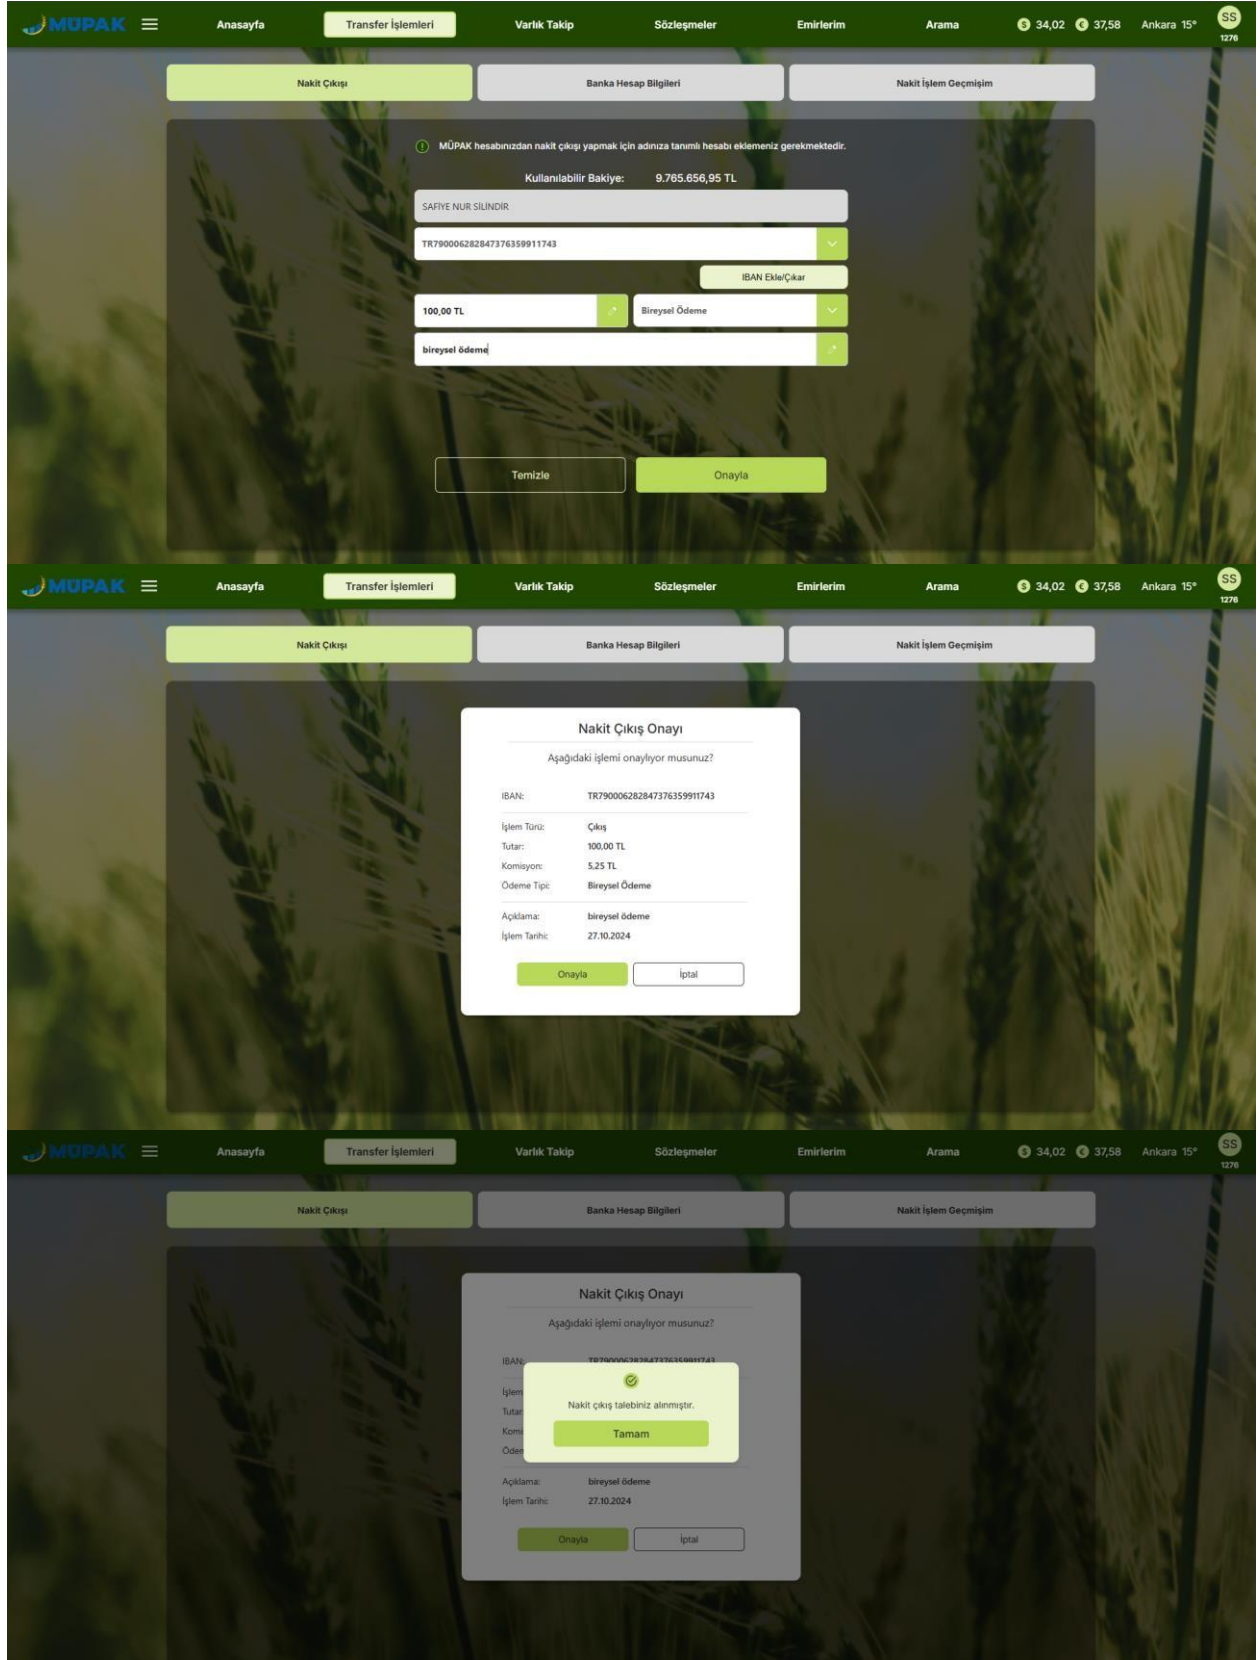 MÜPAK
Anasayfa Transfer İşlemleri Varlık Takip Sözleşmeler Emirlerim Arama $ 34,02 € 37,58 Ankara 15° SS
1276
Nakit Çıkışı Banka Hesap Bilgileri Nakit İşlem Geçmişim
MÜPAK hesabınızdan nakit çıkışı yapmak için adınıza tanımlı hesabı eklemeniz gerekmektedir.
Kullanılabilir Bakiye: 9.765.656,95 TL
SAFİYE NUR SİLİNDİR
TR790006282847376359911743
IBAN Ekle/Çıkar
100,00 TL Bireysel Ödeme
bireysel ödeme
Temizle Onayla
MÜPAK
Anasayfa Transfer İşlemleri Varlık Takip Sözleşmeler Emirlerim Arama $ 34,02 € 37,58 Ankara 15° SS
1276
Nakit Çıkışı Banka Hesap Bilgileri Nakit İşlem Geçmişim
Nakit Çıkış Onayı
Aşağıdaki işlemi onaylıyor musunuz?
IBAN: TR790006282847376359911743
İşlem Türü: Çıkış
Tutar: 100,00 TL
Komisyon: 5,25 TL
Ödeme Tipi: Bireysel Ödeme
Açıklama: bireysel ödeme
İşlem Tarihi: 27.10.2024
Onayla İptal
MÜPAK
Anasayfa Transfer İşlemleri Varlık Takip Sözleşmeler Emirlerim Arama $ 34,02 € 37,58 Ankara 15° SS
1276
Nakit Çıkışı Banka Hesap Bilgileri Nakit İşlem Geçmişim
Nakit Çıkış Onayı
Aşağıdaki işlemi onaylıyor musunuz?
IBAN: TR790006282847376359911743
İşlem
Tutar
Komi
Ödem
Nakit çıkış talebiniz alınmıştır.
Tamam
Açıklama: bireysel ödeme
İşlem Tarihi: 27.10.2024
Onayla İptal